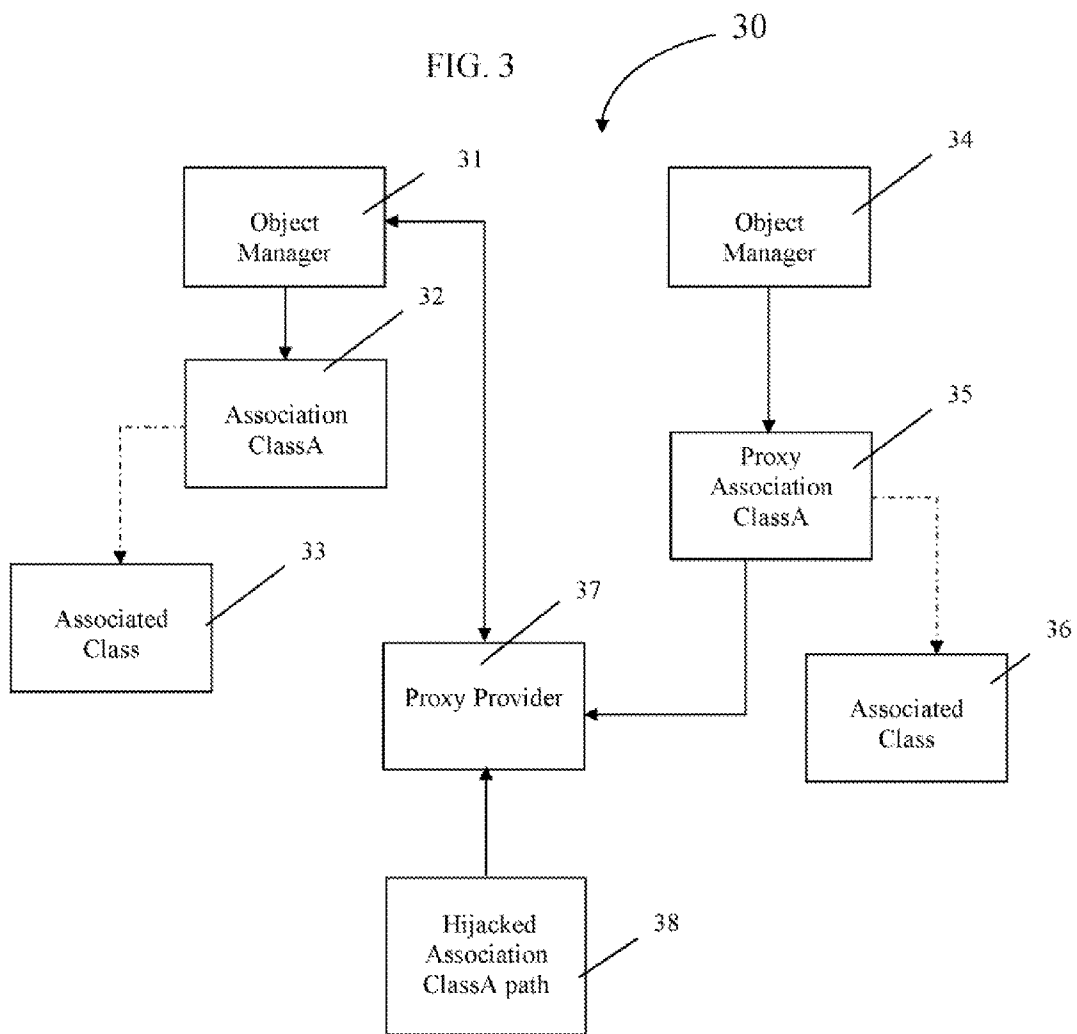 30
FIG. 3
31
34
Object
Manager
Object
Manager
32
Association
ClassA
35
Proxy
Association
ClassA
33
Associated
Class
37
Proxy Provider
36
Associated
Class
Hijacked
Association
ClassA path
38